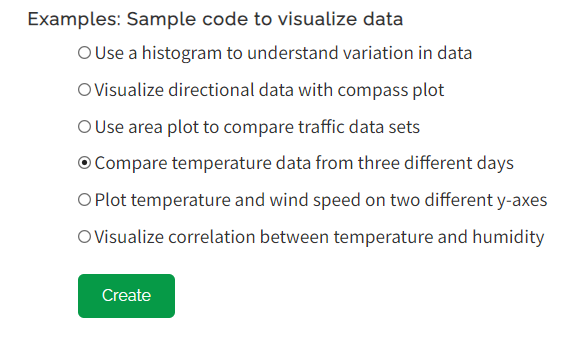 Examples: Sample code to visualize data
Use a histogram to understand variation in data
Visualize directional data with compass plot
Use area plot to compare traffic data sets
Compare temperature data from three different days
Plot temperature and wind speed on two different y-axes
Visualize correlation between temperature and humidity
Create